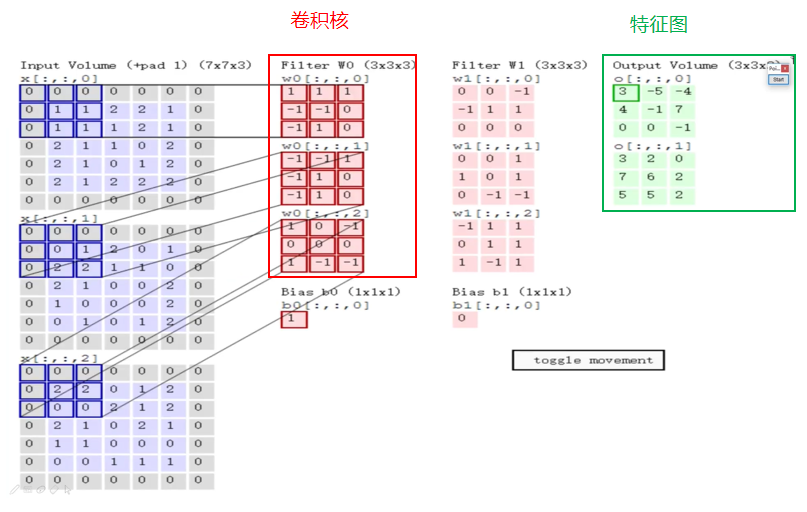 卷积核
特征图
Input Volume (+pad 1) (7x7x3)
x[:,:,0]
0 0 0 0 0 0 0
0 1 1 2 2 1 0
0 1 1 1 2 1 0
0 2 1 1 0 2 0
0 2 1 0 1 2 0
0 2 1 2 2 2 0
0 0 0 0 0 0 0
x[:,:,1]
0 0 0 0 0 0 0
0 0 1 2 0 1 0
0 2 2 1 1 0 0
0 2 1 0 0 2 0
0 1 0 0 0 2 0
0 0 1 0 1 2 0
0 0 0 0 0 0 0
x[:,:,2]
0 0 0 0 0 0 0
0 2 2 0 1 2 0
0 0 0 2 1 2 0
0 2 1 0 2 1 0
0 1 1 0 0 0 0
0 0 0 1 1 1 0
0 0 0 0 0 0 0
Filter W0 (3x3x3)
w0[:,:,0]
1 1 1
-1 -1 0
-1 1 0
w0[:,:,1]
-1 -1 1
-1 1 0
-1 1 0
w0[:,:,2]
1 0 -1
0 0 0
1 -1 -1
Bias b0 (1x1x1)
b0[:,:,0]
1
Filter W1 (3x3x3)
w1[:,:,0]
0 0 -1
-1 1 1
0 0 0
w1[:,:,1]
0 0 1
1 0 1
0 -1 -1
w1[:,:,2]
-1 1 1
0 1 1
1 -1 1
Bias b1 (1x1x1)
b1[:,:,0]
0
Output Volume (3x3x
o[:,:,0]
3 -5 -4
4 -1 7
0 0 -1
o[:,:,1]
3 2 0
7 6 2
5 5 2
Start
toggle movement